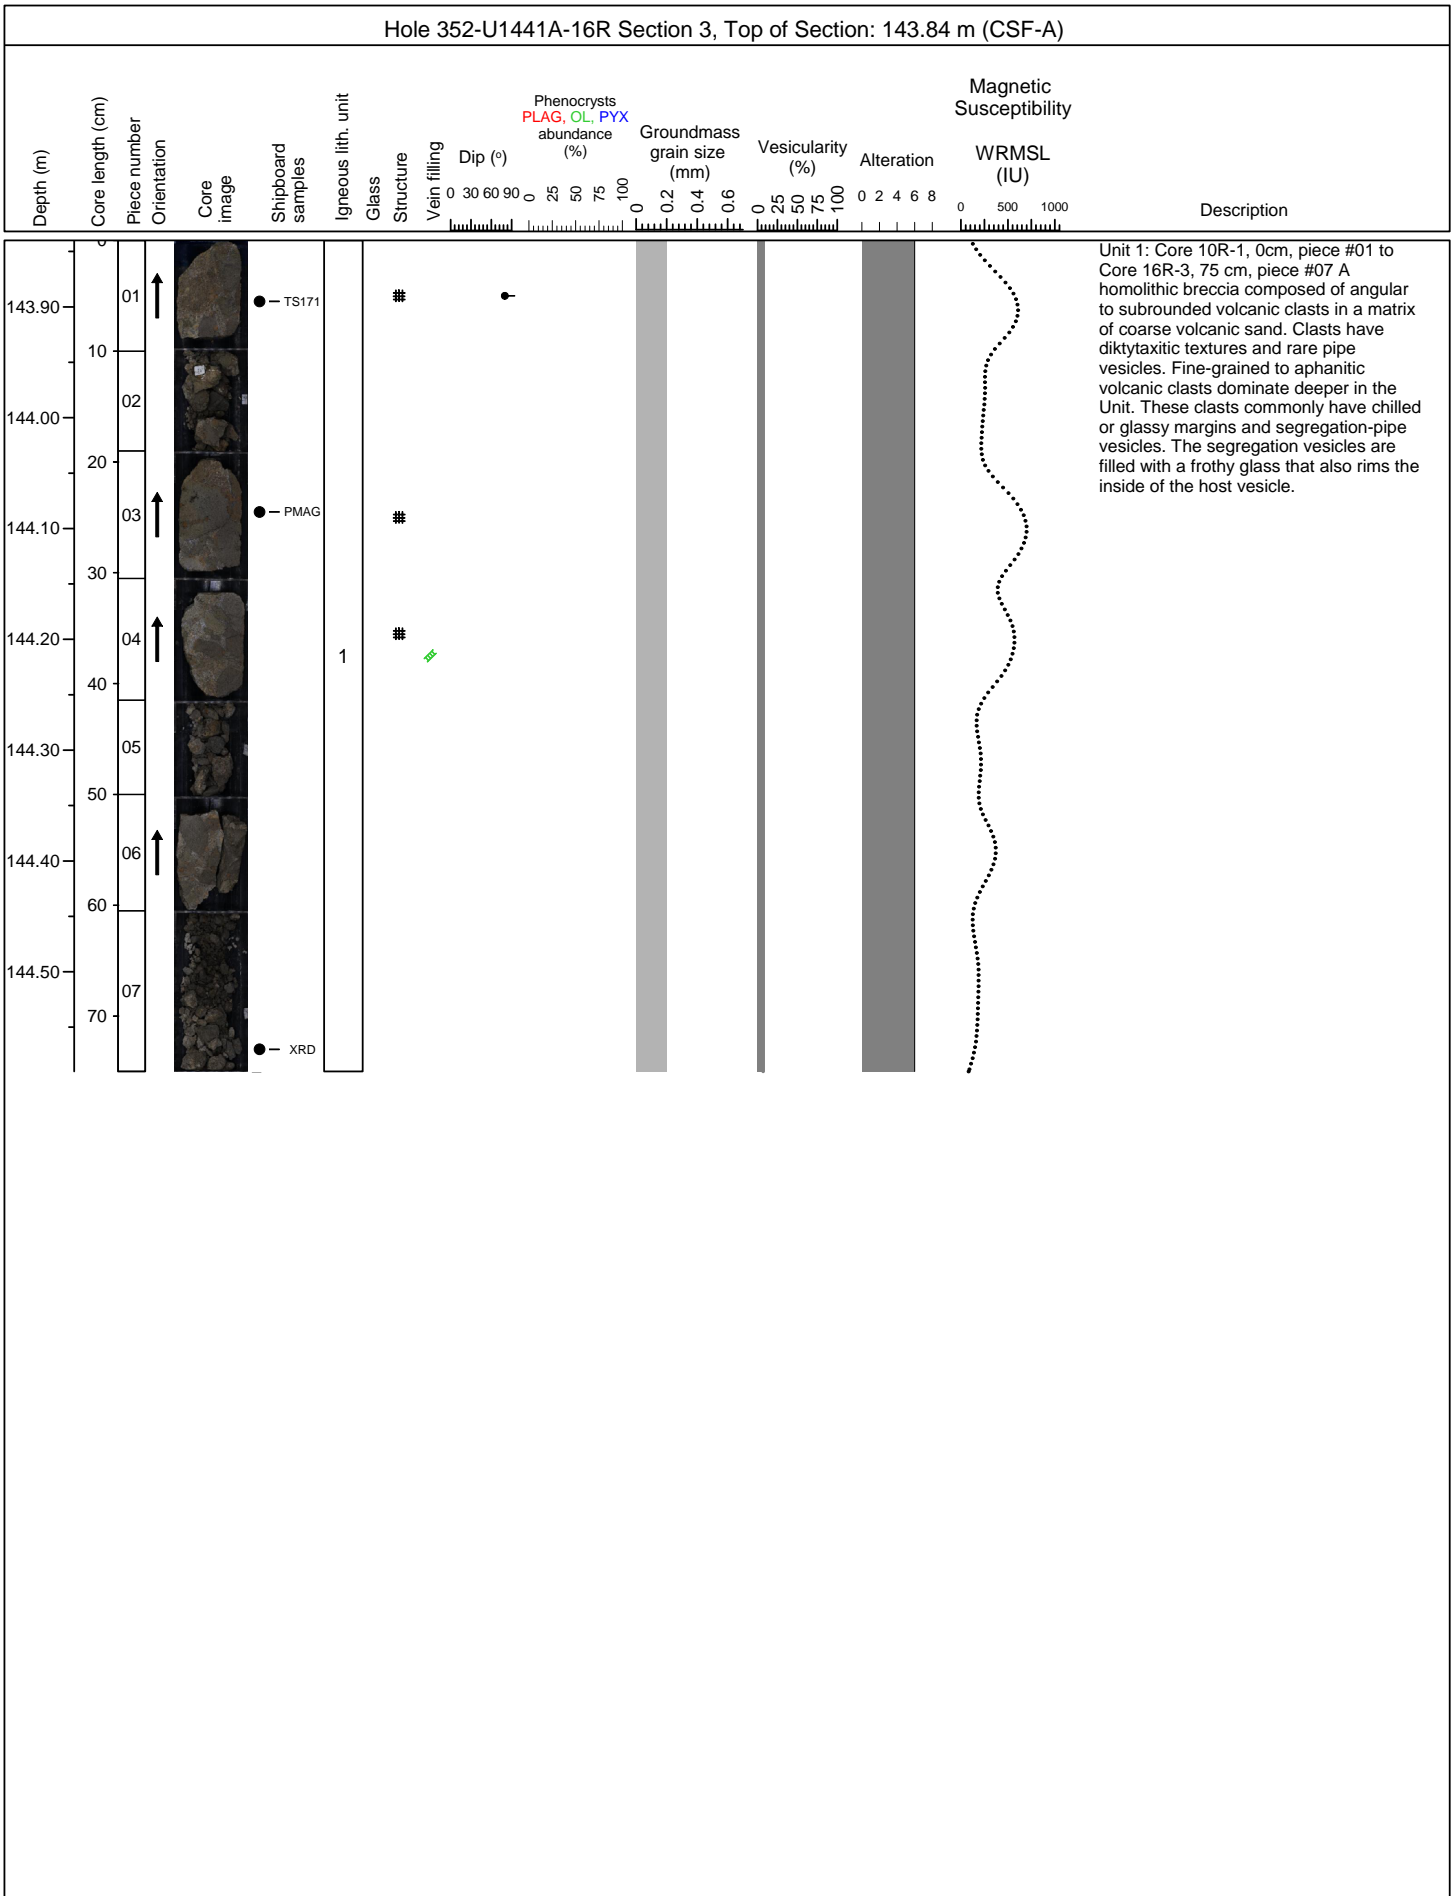 Hole 352-U1441A-16R Section 3, Top of Section: 143.84 m (CSF-A)
Depth (m)
Core length (cm)
Piece number
Orientation
Core
image
Shipboard
samples
Igneous lith. unit
Glass
Structure
Vein filling
Dip (º)
0 30 60 90
Phenocrysts
PLAG, OL, PYX
abundance
(%)
0 25 50 75 100
Groundmass
grain size
(mm)
0 0.2 0.4 0.6
Vesicularity
(%)
0 25 50 75 100
Alteration
0 2 4 6 8
Magnetic
Susceptibility
WRMSL
(IU)
0 500 1000
Description
143.90
144.00
144.10
144.20
144.30
144.40
144.50
0
10
20
30
40
50
60
70
01
02
03
04
05
06
07
TS171
PMAG
XRD
1
Unit 1: Core 10R-1, 0cm, piece #01 to
Core 16R-3, 75 cm, piece #07 A
homolithic breccia composed of angular
to subrounded volcanic clasts in a matrix
of coarse volcanic sand. Clasts have
diktytaxitic textures and rare pipe
vesicles. Fine-grained to aphanitic
volcanic clasts dominate deeper in the
Unit. These clasts commonly have chilled
or glassy margins and segregation-pipe
vesicles. The segregation vesicles are
filled with a frothy glass that also rims the
inside of the host vesicle.